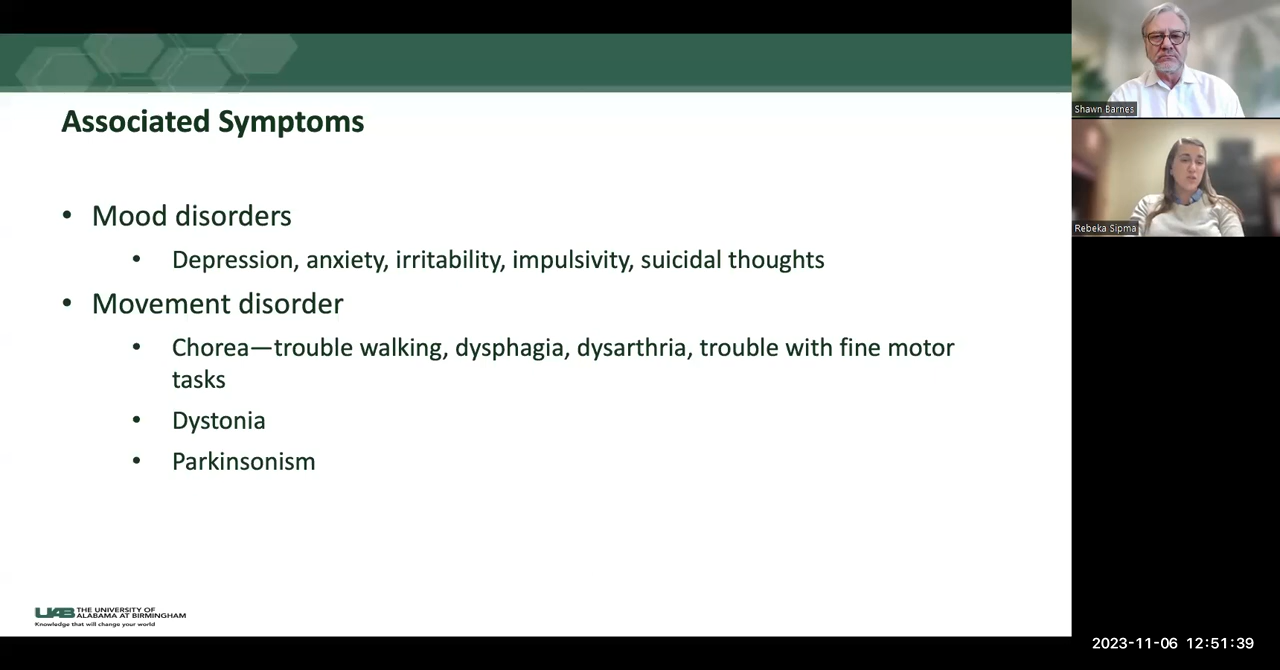 Associated Symptoms
• Mood disorders
• Depression, anxiety, irritability, impulsivity, suicidal thoughts
• Movement disorder
• Chorea—trouble walking, dysphagia, dysarthria, trouble with fine motor
tasks
• Dystonia
• Parkinsonism
UAB THE UNIVERSITY OF
ALABAMA AT BIRMINGHAM
Knowledge that will change your world
Shawn Barnes
Rebeka Sipma
2023-11-06 12:51:39